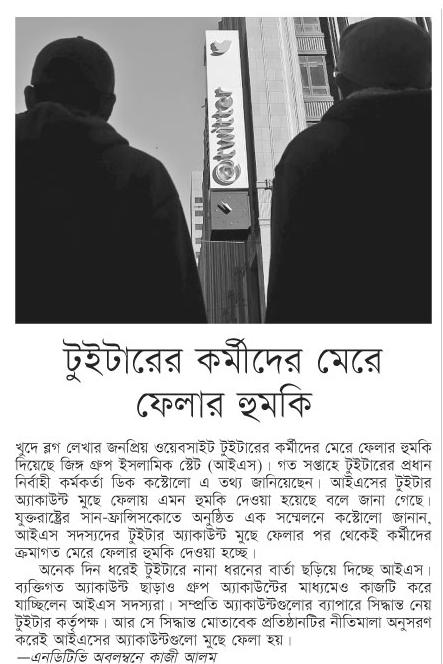 @twitter
টুইটারের কর্মীদের মেরে
ফেলার হুমকি
খুদে ব্লগ লেখার জনপ্রিয় ওয়েবসাইট টুইটারের কর্মীদের মেরে ফেলার হুমকি
দিয়েছে জিঙ্গ গ্রুপ ইসলামিক স্টেট (আইএস)। গত সপ্তাহে টুইটারের প্রধান
নির্বাহী কর্মকর্তা ডিক কস্টোলো এ তথ্য জানিয়েছেন। আইএসের টুইটার
অ্যাকাউন্ট মুছে ফেলায় এমন হুমকি দেওয়া হয়েছে বলে জানা গেছে।
যুক্তরাষ্ট্রের সান-ফ্রান্সিসকোতে অনুষ্ঠিত এক সম্মেলনে কস্টোলো জানান,
আইএস সদস্যদের টুইটার অ্যাকাউন্ট মুছে ফেলার পর থেকেই কর্মীদের
ক্রমাগত মেরে ফেলার হুমকি দেওয়া হচ্ছে।
অনেক দিন ধরেই টুইটারে নানা ধরনের বার্তা ছড়িয়ে দিচ্ছে আইএস।
ব্যক্তিগত অ্যাকাউন্ট ছাড়াও গ্রুপ অ্যাকাউন্টের মাধ্যমেও কাজটি করে
যাচ্ছিলেন আইএস সদস্যরা। সম্প্রতি অ্যাকাউন্টগুলোর ব্যাপারে সিদ্ধান্ত নেয়
টুইটার কর্তৃপক্ষ। আর সে সিদ্ধান্ত মোতাবেক প্রতিষ্ঠানটির নীতিমালা অনুসরণ
করেই আইএসের অ্যাকাউন্টগুলো মুছে ফেলা হয়।
—এনডিটিভি অবলম্বনে কাজী আলম